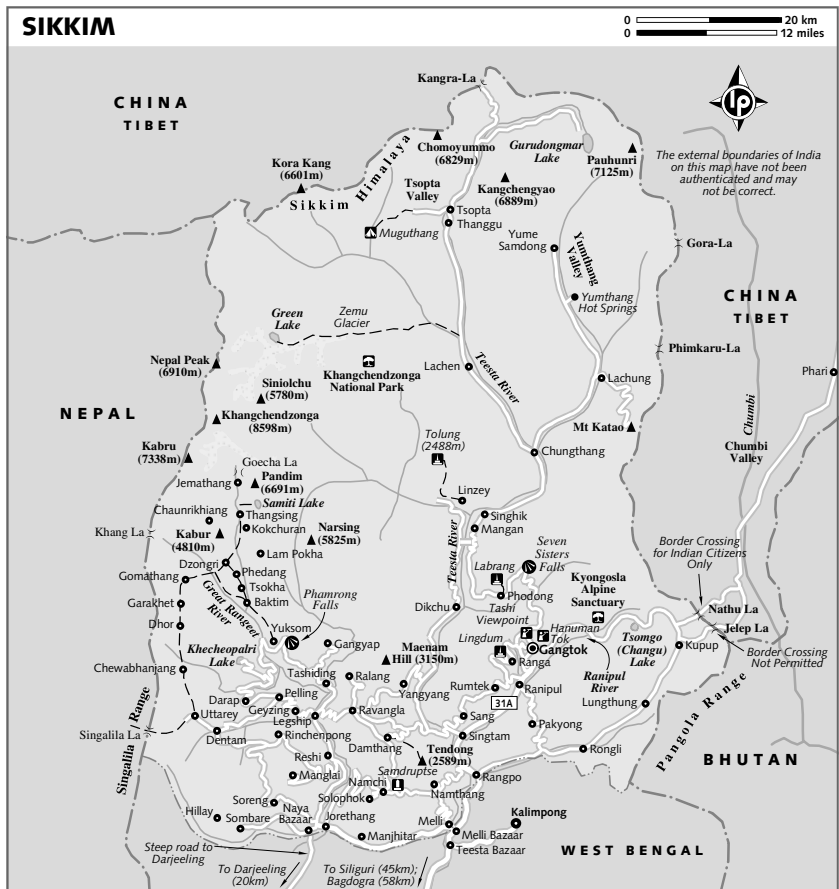 SIKKIM
0 20 km
0 12 miles
Kangra-La
CHINA
TIBET
lp
Chomoyummo
(6829m)
Gurudongmar
Lake
Pauhunri
(7125m)
The external boundaries of India
on this map have not been
authenticated and may
not be correct.
Kora Kang
(6601m)
Sikkim Himalaya
Tsopta
Valley
Kangchengyao
(6889m)
Tsopta
Thanggu
Muguthang
Yume
Samdong
Yumthang
Valley
Gora-La
Yumthang
Hot Springs
CHINA
TIBET
Green
Lake
Zemu
Glacier
Phimkaru-La
Nepal Peak
(6910m)
Khangchendzonga
National Park
Lachen
Teesta River
Lachung
Phari
Siniolchu
(5780m)
NEPAL
Khangchendzonga
(8598m)
Mt Katao
Chumbi
Chumbi
Valley
Kabru
(7338m)
Tolung
(2488m)
Chungthang
Goecha La
Jemathang
Pandim
(6691m)
Samiti Lake
Linzey
Chaunrikhiang
Thangsing
Kokchuran
Singhik
Mangan
Khang La
Kabur
(4810m)
Narsing
(5825m)
Lam Pokha
Teesta River
Seven
Sisters
Falls
Border Crossing
for Indian Citizens
Only
Dzongri
Phedang
Labrang
Kyongosla
Alpine
Sanctuary
Gomathang
Tsokha
Phodong
Garakhet
Baktim
Great Rangeet
River
Phamrong
Falls
Dikchu
Tashi
Viewpoint
Nathu La
Dhor
Yuksom
Gangyap
Lingdum
Hanuman
Tok
Tsomgo
(Changu)
Lake
Jelep La
Khecheopalri
Lake
Maenam
Hill (3150m)
Gangtok
Kupup
Border Crossing
Not Permitted
Chewabhanjang
Tashiding
Ralang
Ranga
Ranipul
River
Pelling
Yangyang
Rumtek
Ranipul
Darap
Geyzing
Ravangla
31A
Lungthung
Uttarey
Legship
Sang
Pakyong
Pangola Range
Singalila La
Singalila Range
Dentam
Rinchenpong
Damthang
Singtam
Rongli
Reshi
Tendong
(2589m)
BHUTAN
Manglai
Samdruptse
Rangpo
Namchi
Namthang
Soreng
Solophok
Kalimpong
Hillay
Naya
Bazaar
Jorethang
Melli
Sombare
Manjhitar
Melli Bazaar
Teesta Bazaar
WEST BENGAL
Steep road to
Darjeeling
To Darjeeling
(20km)
To Siliguri (45km);
Bagdogra (58km)